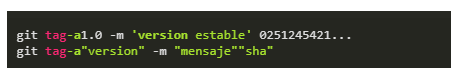 git tag-a1.0 -m 'version estable' 0251245421...
git tag-a"version" -m "mensaje""sha"